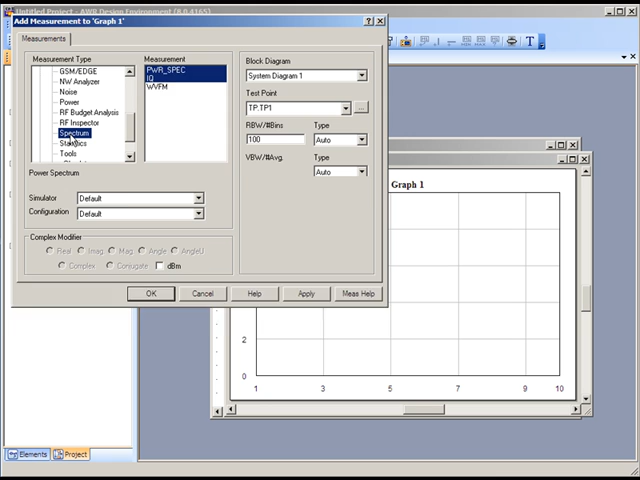 Untitled Project - AWR Design Environment (8.0.4165)
Add Measurement to 'Graph 1'
Measurements
Measurement Type
GSM/EDGE
NW Analyzer
Noise
Power
RF Budget Analysis
RF Inspector
Spectrum
Statistics
Tools
Measurement
PWR_SPEC
IQ
WVFM
Block Diagram
System Diagram 1
Test Point
TP.TP1
...
RBW/#Bins
Type
100
Auto
VBW/#Avg.
Type
Auto
Power Spectrum
Simulator
Default
Configuration
Default
Complex Modifier
Real
Imag
Mag
Angle
AngleU
Complex
Conjugate
dBm
OK
Cancel
Help
Apply
Meas Help
Graph 1
2
0
1
3
5
7
9
10
Elements
Project